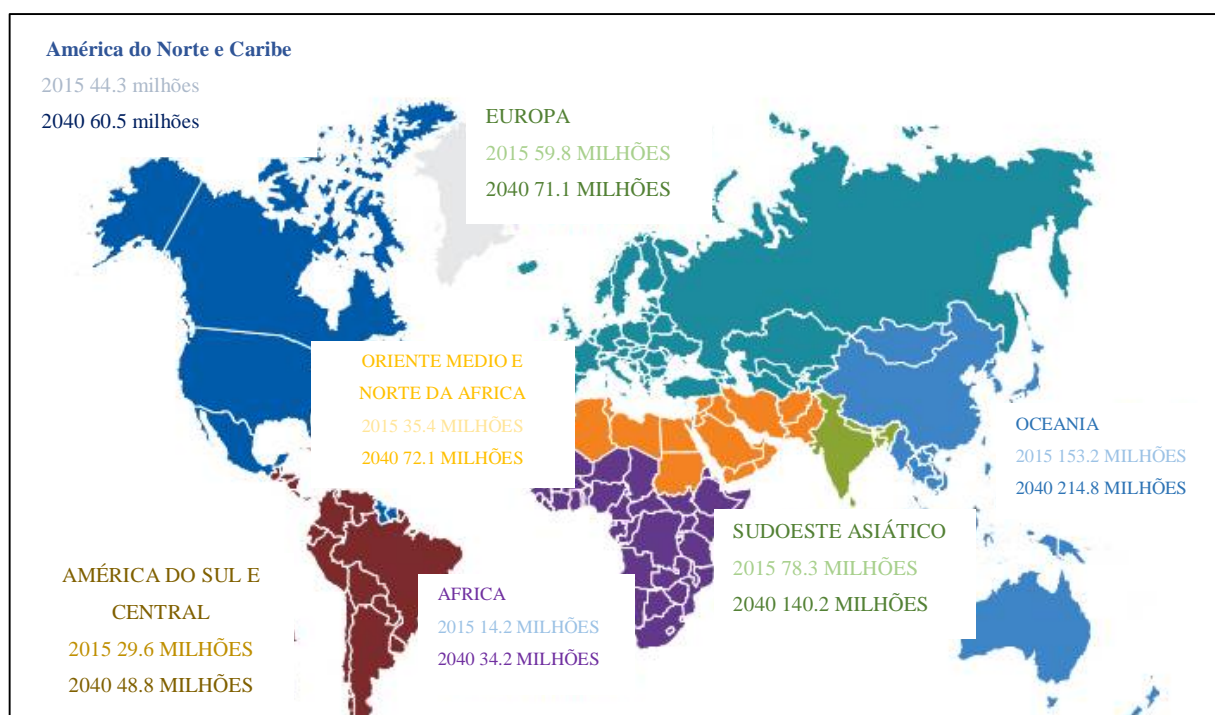 América do Norte e Caribe
2015 44.3 milhões
2040 60.5 milhões
EUROPA
2015 59.8 MILHÕES
2040 71.1 MILHÕES
ORIENTE MEDIO E
NORTE DA AFRICA
2015 35.4 MILHÕES
2040 72.1 MILHÕES
OCEANIA
2015 153.2 MILHÕES
2040 214.8 MILHÕES
SUDOESTE ASIÁTICO
2015 78.3 MILHÕES
2040 140.2 MILHÕES
AMÉRICA DO SUL E
CENTRAL
2015 29.6 MILHÕES
2040 48.8 MILHÕES
AFRICA
2015 14.2 MILHÕES
2040 34.2 MILHÕES